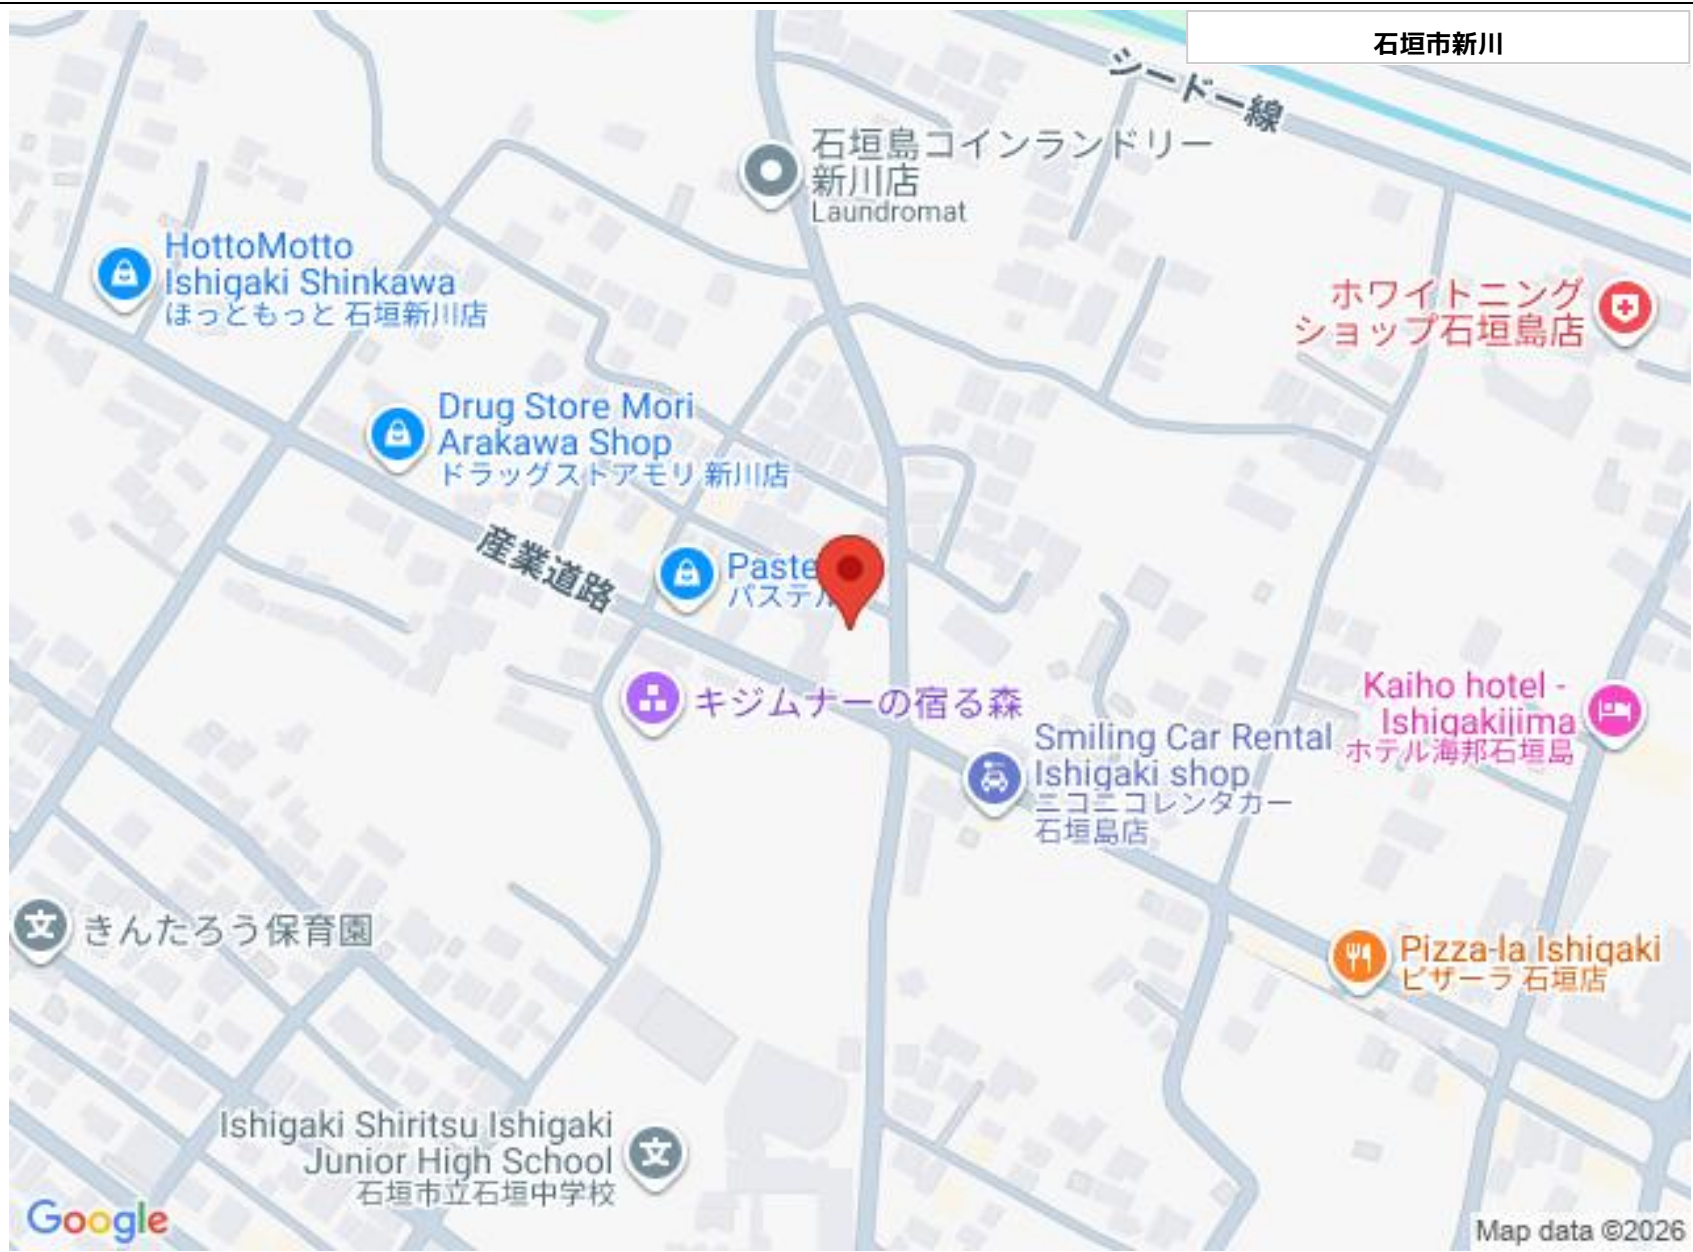 石垣市新川
シードー線
石垣島コインランドリー
新川店
Laundromat
HottoMotto
Ishigaki Shinkawa
ほっともっと 石垣新川店
ホワイトニング
ショップ石垣島店
Drug Store Mori
Arakawa Shop
ドラッグストアモリ 新川店
産業道路
Paste
パステル
キジムナーの宿る森
Kaiho hotel -
Ishigakijima
ホテル海邦石垣島
Smiling Car Rental
Ishigaki shop
ニコニコレンタカー
石垣島店
きんたろう保育園
Pizza-la Ishigaki
ピザーラ 石垣店
Ishigaki Shiritsu Ishigaki
Junior High School
石垣市立石垣中学校
Google
Map data ©2026